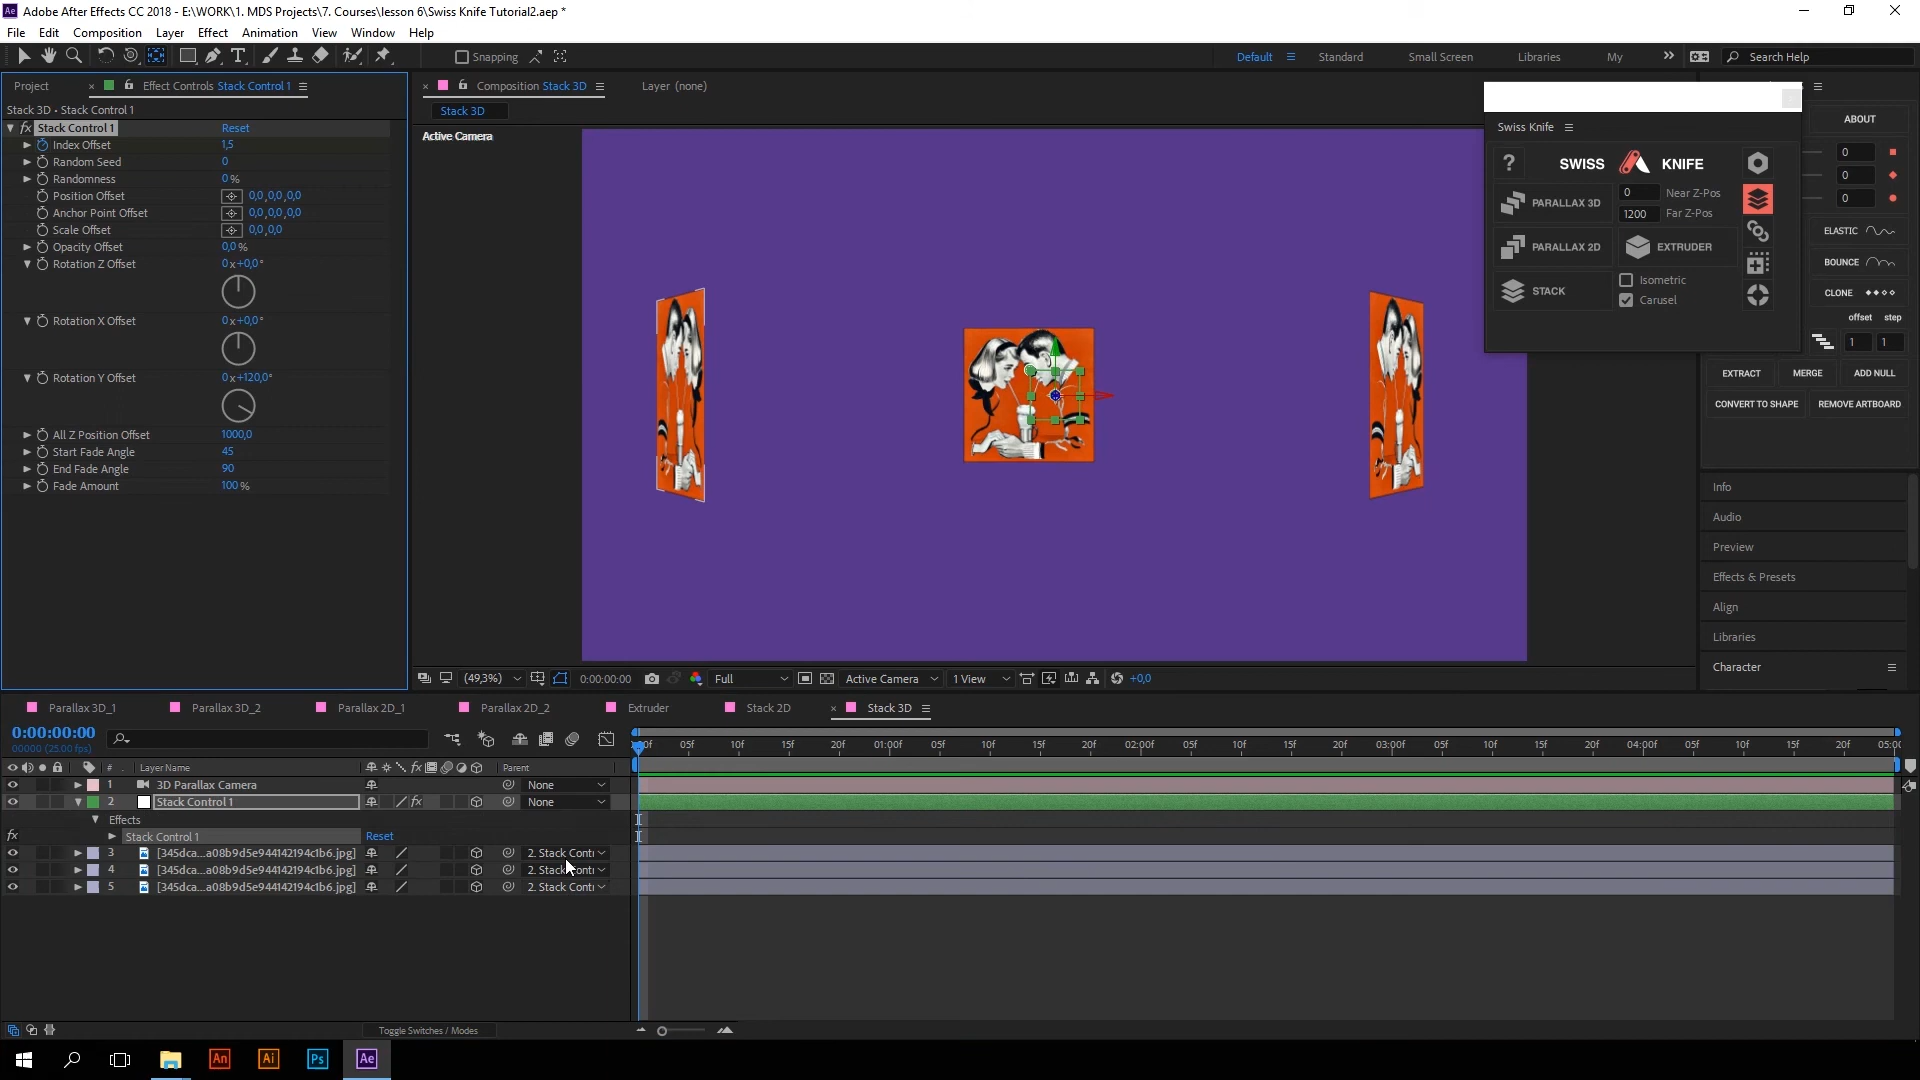 Adobe After Effects CC 2018 - E:\WORK\1. MDS Projects\7. Courses\lesson 6\Swiss Knife Tutorial2.aep *
File Edit Composition Layer Effect Animation View Window Help
Snapping
Default Standard Small Screen Libraries My Search Help
Project Effect Controls Stack Control 1
Stack 3D • Stack Control 1
fx Stack Control 1 Reset
Index Offset 1,5
Random Seed 0
Randomness 0 %
Position Offset 0,0,0,0,0,0
Anchor Point Offset 0,0,0,0,0,0
Scale Offset 0,0,0,0
Opacity Offset 0,0 %
Rotation Z Offset 0x+0,0°
Rotation X Offset 0x+0,0°
Rotation Y Offset 0x+120,0°
All Z Position Offset 1000,0
Start Fade Angle 45
End Fade Angle 90
Fade Amount 100 %
Composition Stack 3D Layer (none)
Stack 3D
Active Camera
Swiss Knife
? SWISS KNIFE
PARALLAX 3D 0 Near Z-Pos
1200 Far Z-Pos
PARALLAX 2D EXTRUDER
STACK Isometric
Carusel
ABOUT
0
0
0
ELASTIC
BOUNCE
CLONE
offset step
1 1
EXTRACT MERGE ADD NULL
CONVERT TO SHAPE REMOVE ARTBOARD
Info
Audio
Preview
Effects & Presets
Align
Libraries
Character
(49,3%) 0:00:00:00 Full Active Camera 1 View +0,0
Parallax 3D_1 Parallax 3D_2 Parallax 2D_1 Parallax 2D_2 Extruder Stack 2D Stack 3D
0:00:00:00
00000 (25.00 fps)
05f 10f 15f 20f 01:00f 05f 10f 15f 20f 02:00f 05f 10f 15f 20f 03:00f 05f 10f 15f 20f 04:00f 05f 10f 15f 20f
# Layer Name fx Parent
1 3D Parallax Camera None
2 Stack Control 1 fx None
Effects
fx Stack Control 1 Reset
3 [345dca...a08b9d5e944142194c1b6.jpg] 2. Stack Contr
4 [345dca...a08b9d5e944142194c1b6.jpg] 2. Stack Contr
5 [345dca...a08b9d5e944142194c1b6.jpg] 2. Stack Contr
Toggle Switches / Modes
An Ai Ps Ae